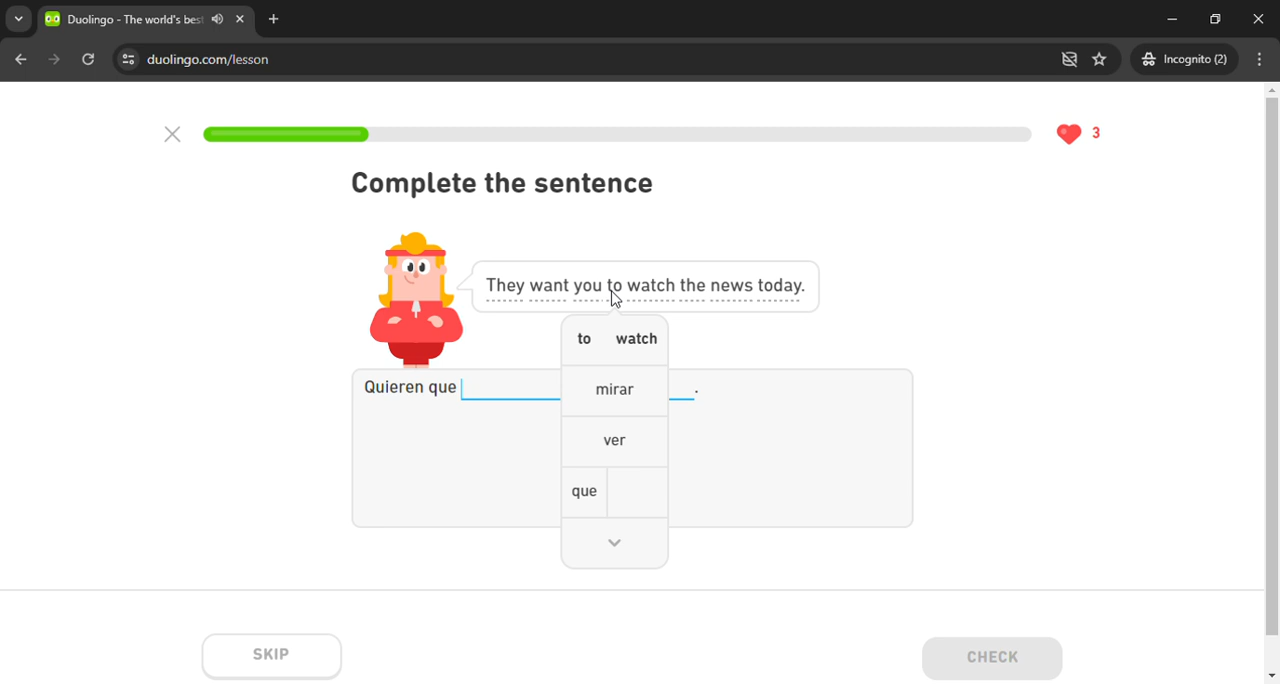 Duolingo - The world's bes
duolingo.com/lesson
Incognito (2)
3
Complete the sentence
They want you to watch the news today.
to watch
mirar
ver
que
Quieren que .
SKIP
CHECK